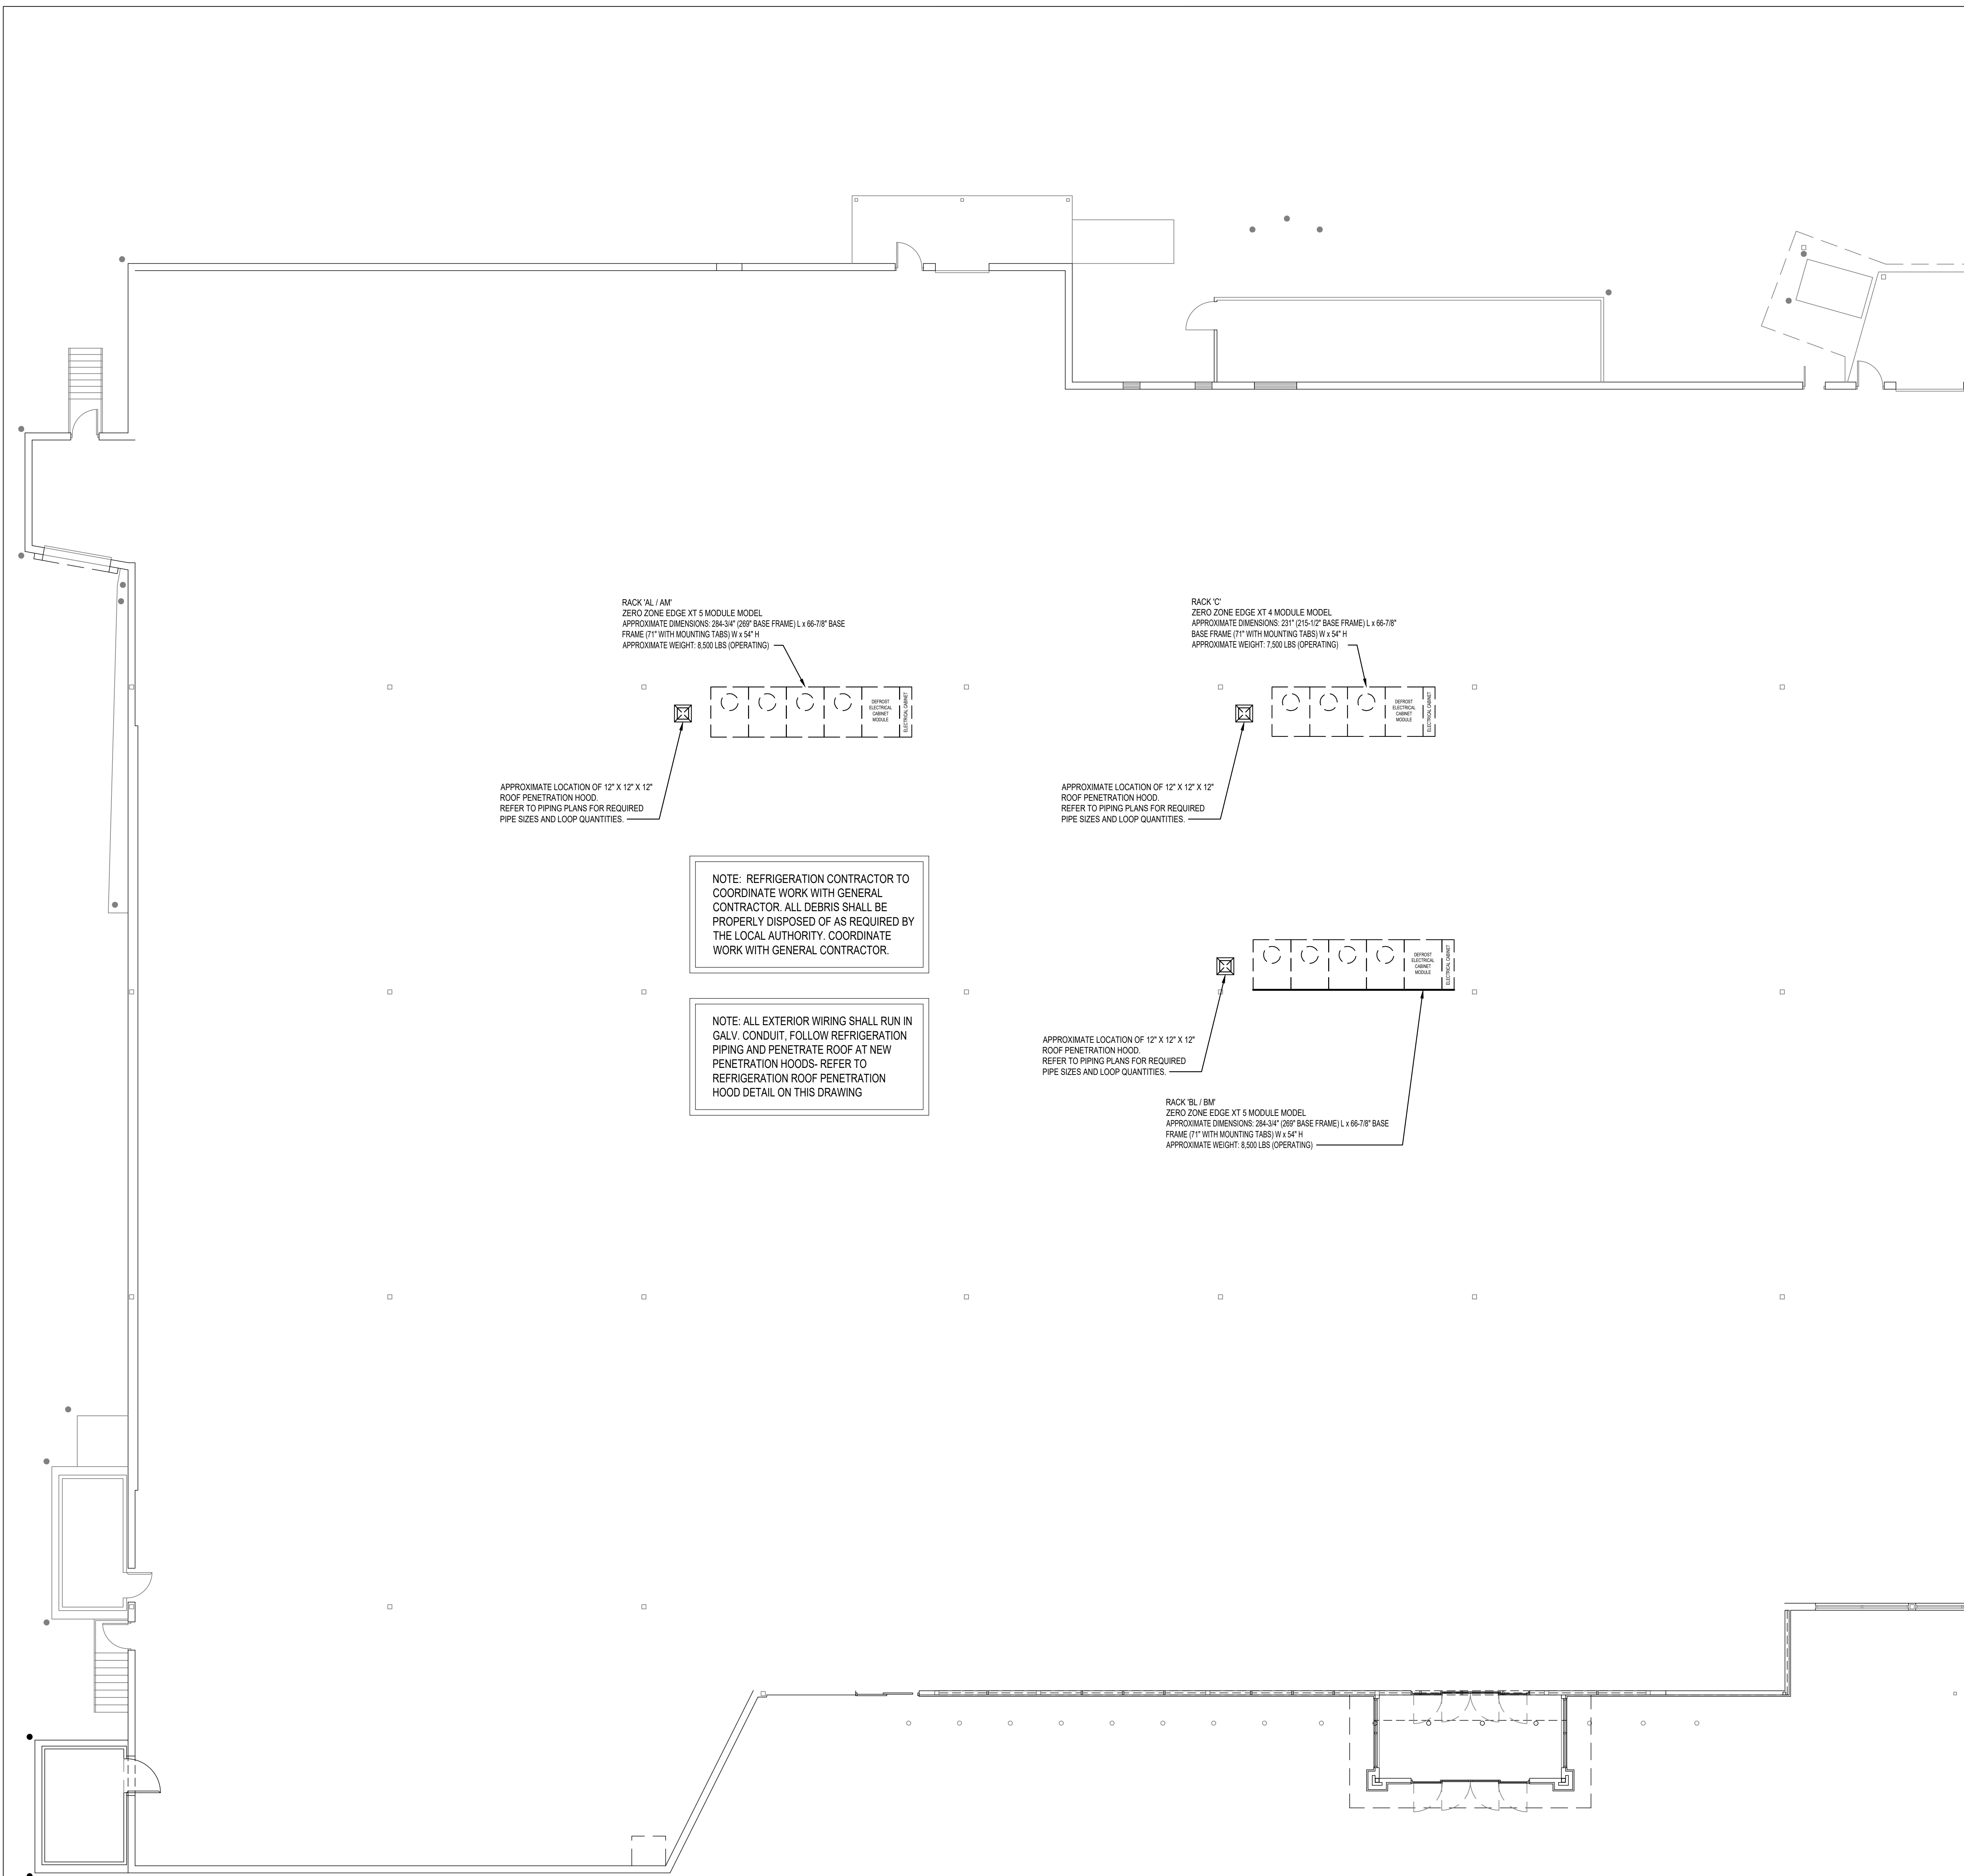 RACK 'AL / AM'
ZERO ZONE EDGE XT 5 MODULE MODEL
APPROXIMATE DIMENSIONS: 284-3/4" (269" BASE FRAME) L x 66-7/8" BASE
FRAME (71" WITH MOUNTING TABS) W x 54" H
APPROXIMATE WEIGHT: 8,500 LBS (OPERATING)
DEFROST
ELECTRICAL
CABINET
MODULE
ELECTRICAL CABINET
APPROXIMATE LOCATION OF 12" X 12" X 12"
ROOF PENETRATION HOOD.
REFER TO PIPING PLANS FOR REQUIRED
PIPE SIZES AND LOOP QUANTITIES.
RACK 'C'
ZERO ZONE EDGE XT 4 MODULE MODEL
APPROXIMATE DIMENSIONS: 231" (215-1/2" BASE FRAME) L x 66-7/8"
BASE FRAME (71" WITH MOUNTING TABS) W x 54" H
APPROXIMATE WEIGHT: 7,500 LBS (OPERATING)
DEFROST
ELECTRICAL
CABINET
MODULE
ELECTRICAL CABINET
APPROXIMATE LOCATION OF 12" X 12" X 12"
ROOF PENETRATION HOOD.
REFER TO PIPING PLANS FOR REQUIRED
PIPE SIZES AND LOOP QUANTITIES.
NOTE: REFRIGERATION CONTRACTOR TO
COORDINATE WORK WITH GENERAL
CONTRACTOR. ALL DEBRIS SHALL BE
PROPERLY DISPOSED OF AS REQUIRED BY
THE LOCAL AUTHORITY. COORDINATE
WORK WITH GENERAL CONTRACTOR.
NOTE: ALL EXTERIOR WIRING SHALL RUN IN
GALV. CONDUIT, FOLLOW REFRIGERATION
PIPING AND PENETRATE ROOF AT NEW
PENETRATION HOODS- REFER TO
REFRIGERATION ROOF PENETRATION
HOOD DETAIL ON THIS DRAWING
DEFROST
ELECTRICAL
CABINET
MODULE
ELECTRICAL CABINET
APPROXIMATE LOCATION OF 12" X 12" X 12"
ROOF PENETRATION HOOD.
REFER TO PIPING PLANS FOR REQUIRED
PIPE SIZES AND LOOP QUANTITIES.
RACK 'BL / BM'
ZERO ZONE EDGE XT 5 MODULE MODEL
APPROXIMATE DIMENSIONS: 284-3/4" (269" BASE FRAME) L x 66-7/8" BASE
FRAME (71" WITH MOUNTING TABS) W x 54" H
APPROXIMATE WEIGHT: 8,500 LBS (OPERATING)